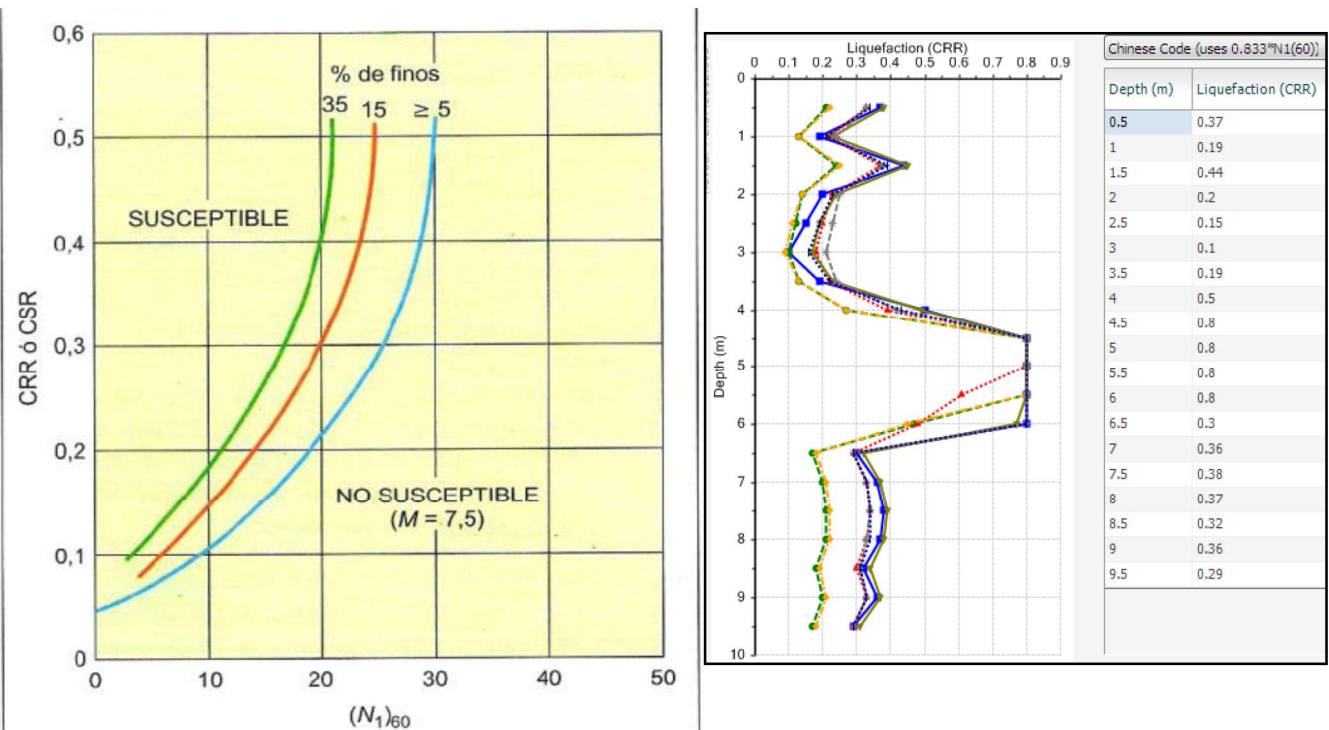 0,6
0,5
0,4
0,3
0,2
0,1
0
CRR ó CSR
% de finos
35 15 ≥ 5
SUSCEPTIBLE
NO SUSCEPTIBLE
(M = 7,5)
0 10 20 30 40 50
(N₁)₆₀
Liquefaction (CRR)
0 0.1 0.2 0.3 0.4 0.5 0.6 0.7 0.8 0.9
0
1
2
3
4
5
6
7
8
9
10
Depth (m)
Chinese Code (uses 0.833*N1(60))
Depth (m) Liquefaction (CRR)
0.5 0.37
1 0.19
1.5 0.44
2 0.2
2.5 0.15
3 0.1
3.5 0.19
4 0.5
4.5 0.8
5 0.8
5.5 0.8
6 0.8
6.5 0.3
7 0.36
7.5 0.38
8 0.37
8.5 0.32
9 0.36
9.5 0.29